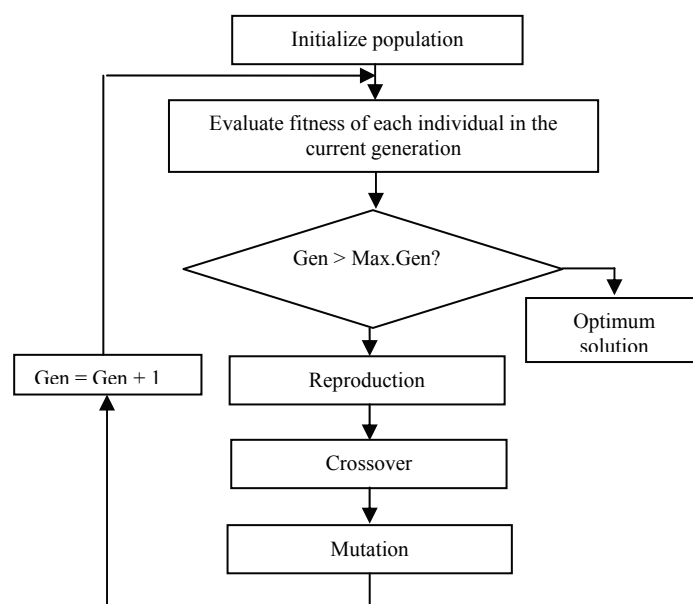 Initialize population
Evaluate fitness of each individual in the
current generation
Gen > Max.Gen?
Optimum
solution
Gen = Gen + 1
Reproduction
Crossover
Mutation